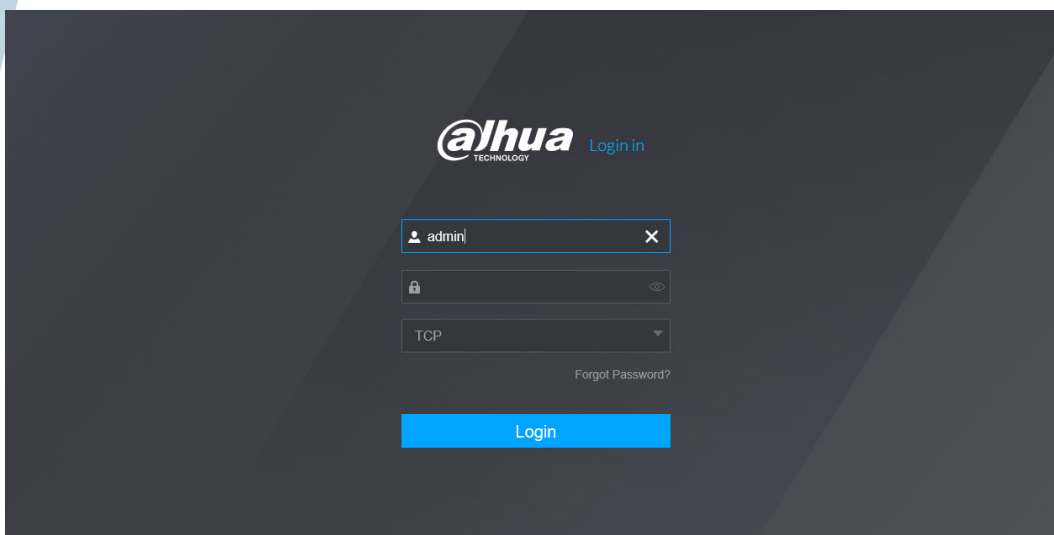 alhua
TECHNOLOGY
Login in
admin
TCP
Forgot Password?
Login